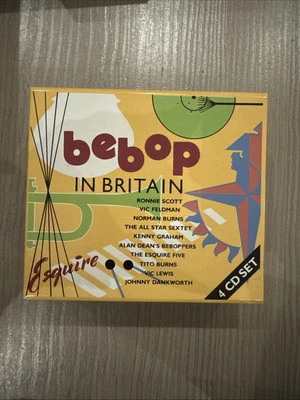 bebop
IN BRITAIN
RONNIE SCOTT
VIC FELDMAN
NORMAN BURNS
THE ALL STAR SEXTET
KENNY GRAHAM
ALAN DEAN'S BEBOPPERS
THE ESQUIRE FIVE
TITO BURNS
VIC LEWIS
JOHNNY DANKWORTH
Esquire
4 CD SET